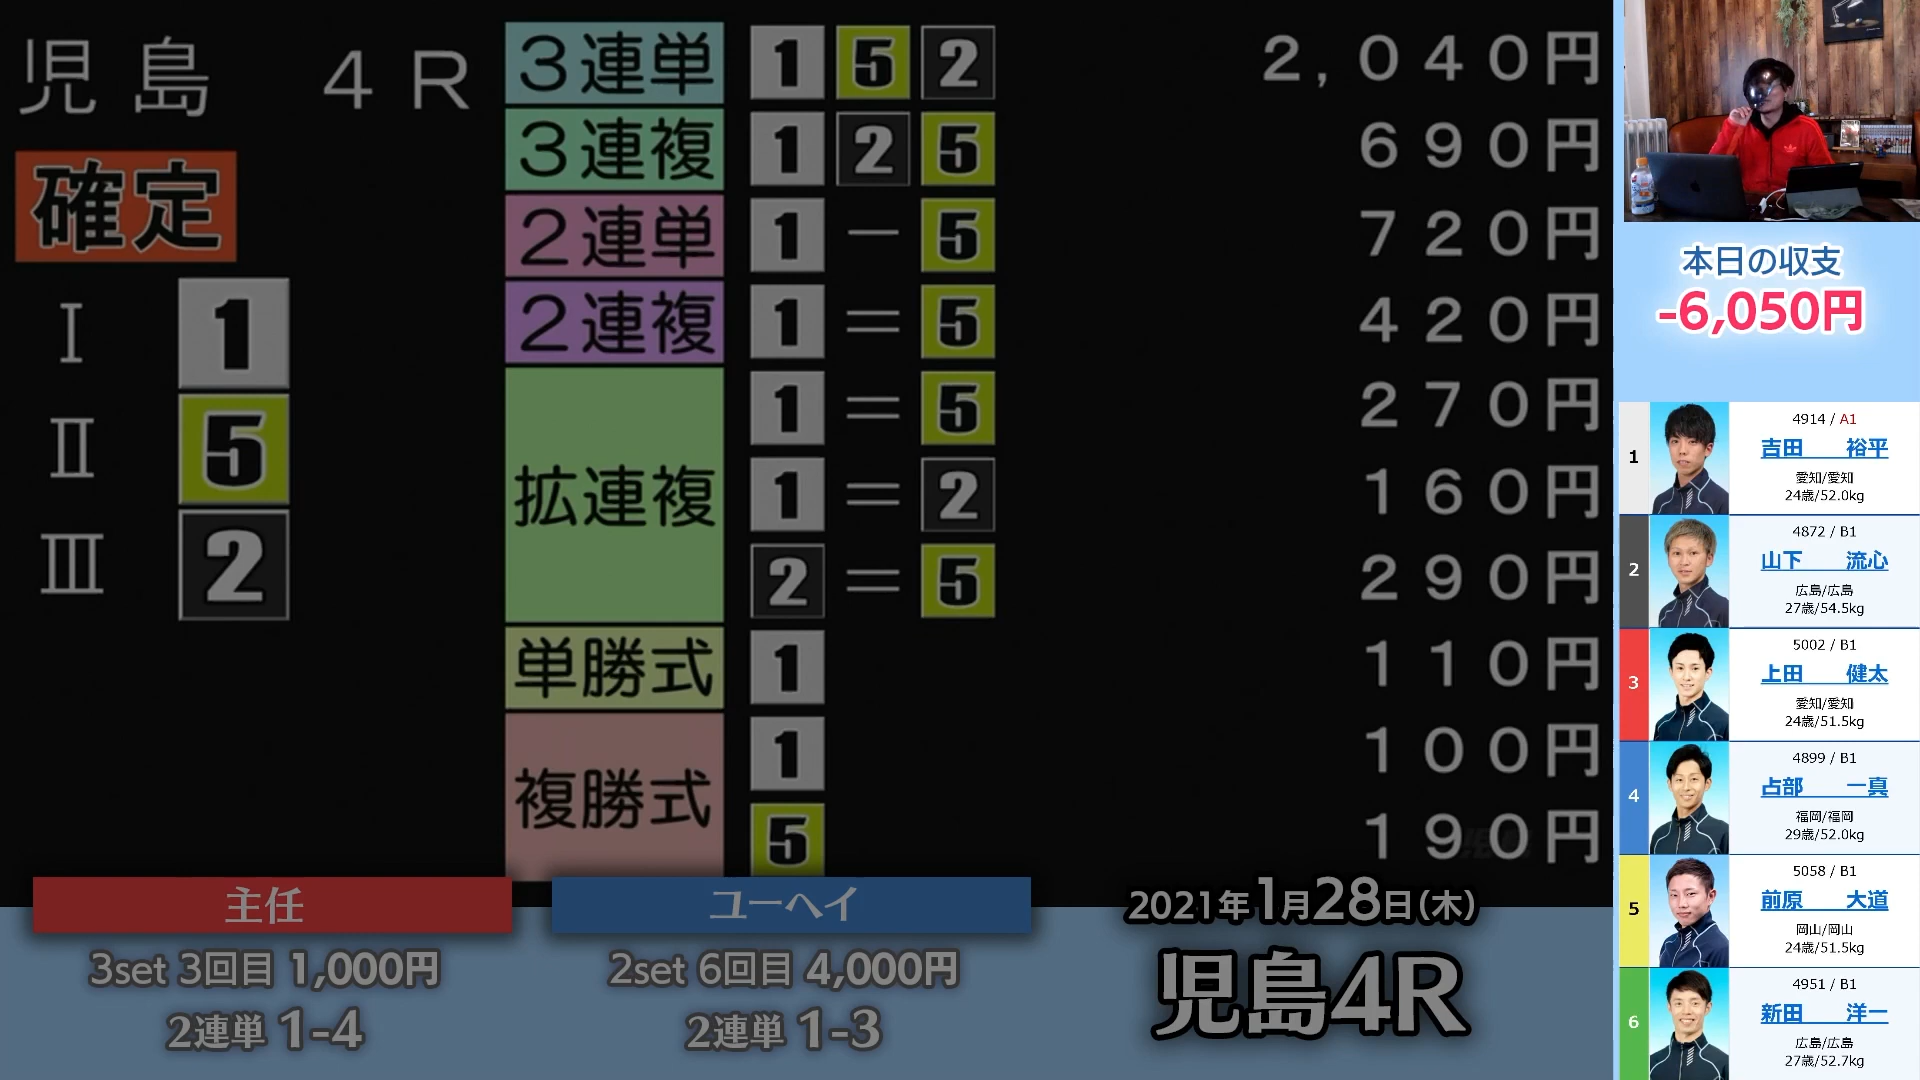 児島 4R
確定
Ⅰ 1
Ⅱ 5
Ⅲ 2
3連単 1 5 2 2,040円
3連複 1 2 5 690円
2連単 1 － 5 720円
2連複 1 ＝ 5 420円
拡連複 1 ＝ 5 270円
1 ＝ 2 160円
2 ＝ 5 290円
単勝式 1 110円
複勝式 1 100円
5 190円
主任
3set 3回目 1,000円
2連単 1-4
ユーヘイ
2set 6回目 4,000円
2連単 1-3
2021年1月28日(木)
児島4R
本日の収支
-6,050円
1
4914 / A1
吉田 裕平
愛知/愛知
24歳/52.0kg
2
4872 / B1
山下 流心
広島/広島
27歳/54.5kg
3
5002 / B1
上田 健太
愛知/愛知
24歳/51.5kg
4
4899 / B1
占部 一真
福岡/福岡
29歳/52.0kg
5
5058 / B1
前原 大道
岡山/岡山
24歳/51.5kg
6
4951 / B1
新田 洋一
広島/広島
27歳/52.7kg